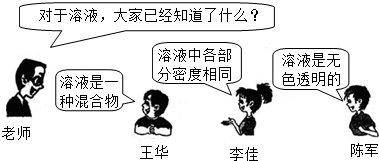 对于溶液，大家已经知道了什么？
溶液是一
种混合物
溶液中各部
分密度相同
溶液是无
色透明的
老师
王华
李佳
陈军